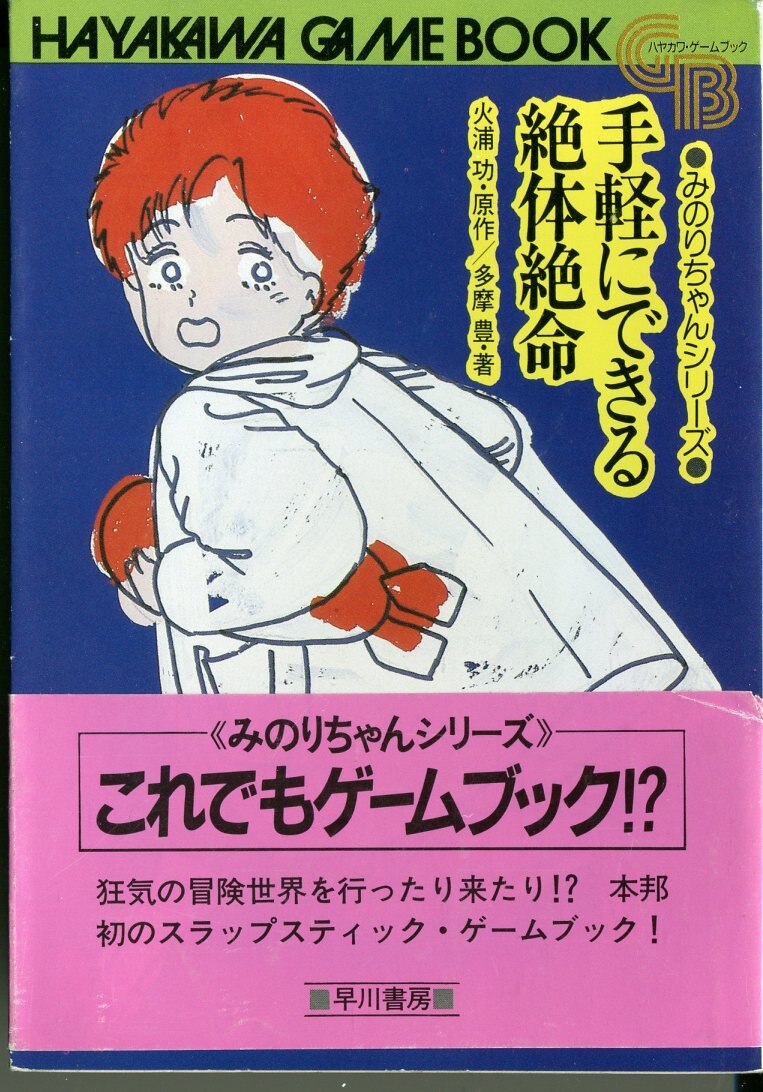 HAYAKAWA GAME BOOK
GB
ハヤカワ・ゲームブック
●みのりちゃんシリーズ●
手軽にできる
絶体絶命
火浦 功・原作／多摩 豊・著
《みのりちゃんシリーズ》
これでもゲームブック!?
狂気の冒険世界を行ったり来たり!? 本邦
初のスラップスティック・ゲームブック！
■早川書房■